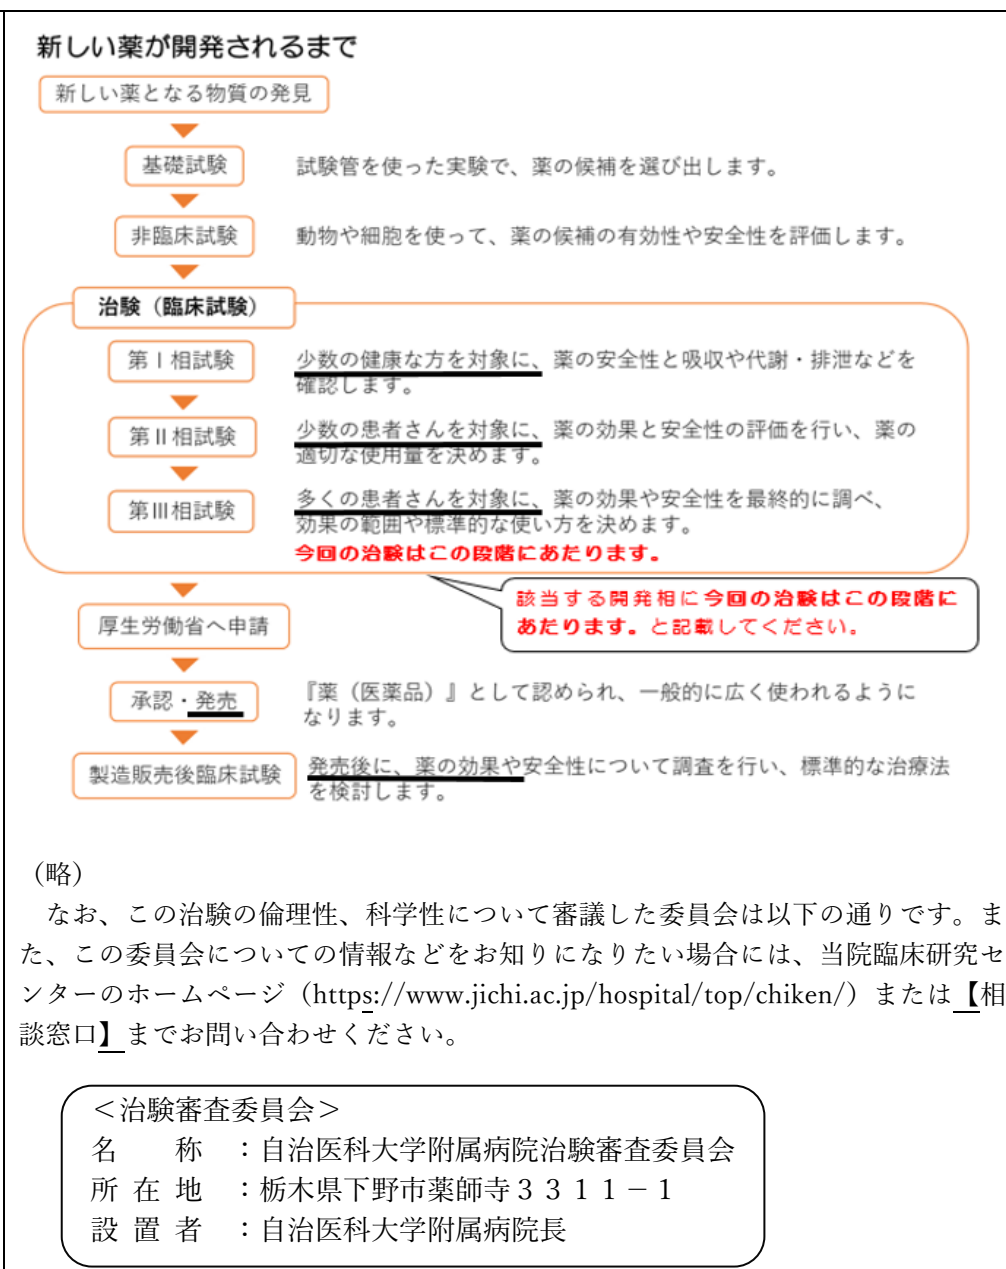 新しい薬が開発されるまで
新しい薬となる物質の発見
基礎試験
試験管を使った実験で、薬の候補を選び出します。
非臨床試験
動物や細胞を使って、薬の候補の有効性や安全性を評価します。
治験（臨床試験）
第Ⅰ相試験
少数の健康な方を対象に、薬の安全性と吸収や代謝・排泄などを
確認します。
第Ⅱ相試験
少数の患者さんを対象に、薬の効果と安全性の評価を行い、薬の
適切な使用量を決めます。
第Ⅲ相試験
多くの患者さんを対象に、薬の効果や安全性を最終的に調べ、
効果の範囲や標準的な使い方を決めます。
今回の治験はこの段階にあたります。
該当する開発相に今回の治験はこの段階に
あたります。と記載してください。
厚生労働省へ申請
承認・発売
『薬（医薬品）』として認められ、一般的に広く使われるように
なります。
製造販売後臨床試験
発売後に、薬の効果や安全性について調査を行い、標準的な治療法
を検討します。
（略）
なお、この治験の倫理性、科学性について審議した委員会は以下の通りです。ま
た、この委員会についての情報などをお知りになりたい場合には、当院臨床研究セ
ンターのホームページ（https://www.jichi.ac.jp/hospital/top/chiken/）または【相
談窓口】までお問い合わせください。
＜治験審査委員会＞
名　　称　：自治医科大学附属病院治験審査委員会
所 在 地　：栃木県下野市薬師寺３３１１－１
設 置 者　：自治医科大学附属病院長